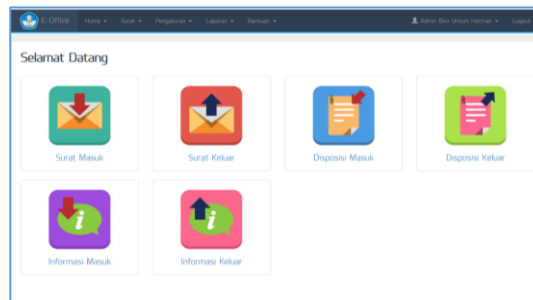 E-Office Home Surat Pengaturan Laporan Bantuan Admin Biro Umum Herman Logout
Selamat Datang
Surat Masuk Surat Keluar Disposisi Masuk Disposisi Keluar
Informasi Masuk Informasi Keluar